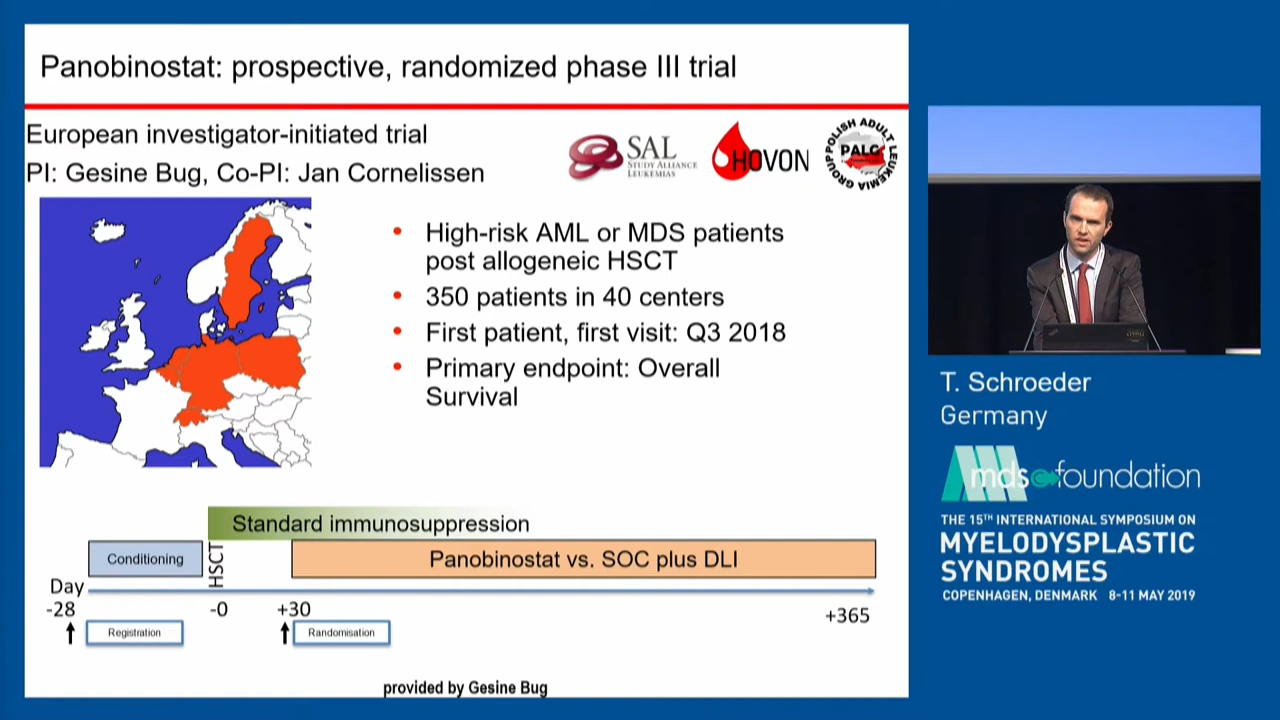 Panobinostat: prospective, randomized phase III trial
European investigator-initiated trial
PI: Gesine Bug, Co-PI: Jan Cornelissen
SAL
STUDY ALLIANCE
LEUKEMIAS
HOVON
POLISH ADULT LEUKEMIA GROUP
PALG
• High-risk AML or MDS patients
post allogeneic HSCT
• 350 patients in 40 centers
• First patient, first visit: Q3 2018
• Primary endpoint: Overall
Survival
Standard immunosuppression
Conditioning
HSCT
Panobinostat vs. SOC plus DLI
Day
-28
-0
+30
+365
Registration
Randomisation
provided by Gesine Bug
T. Schroeder
Germany
mds foundation
THE 15TH INTERNATIONAL SYMPOSIUM ON
MYELODYSPLASTIC
SYNDROMES
COPENHAGEN, DENMARK 8-11 MAY 2019